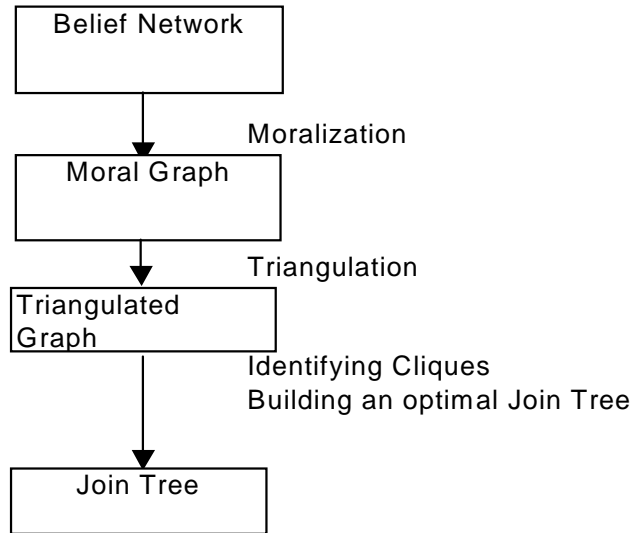 Belief Network
Moralization
Moral Graph
Triangulation
Triangulated
Graph
Identifying Cliques
Building an optimal Join Tree
Join Tree